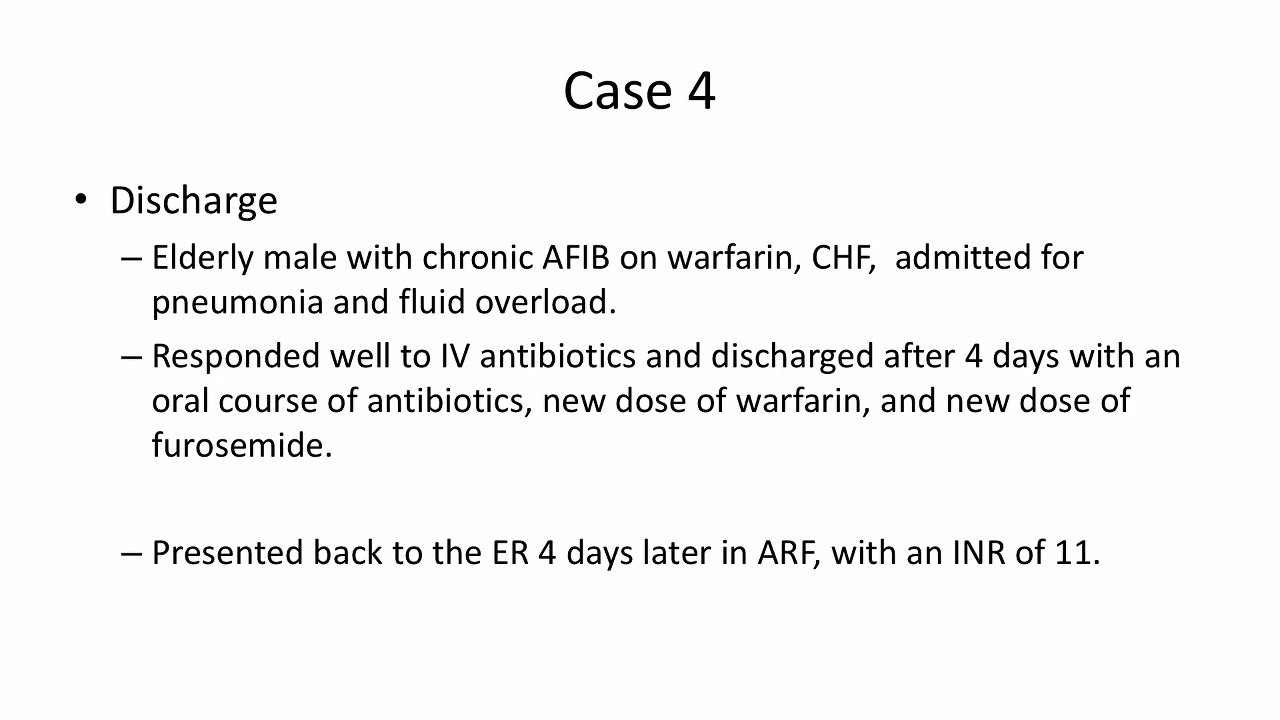 Case 4
• Discharge
– Elderly male with chronic AFIB on warfarin, CHF,  admitted for
pneumonia and fluid overload.
– Responded well to IV antibiotics and discharged after 4 days with an
oral course of antibiotics, new dose of warfarin, and new dose of
furosemide.
– Presented back to the ER 4 days later in ARF, with an INR of 11.